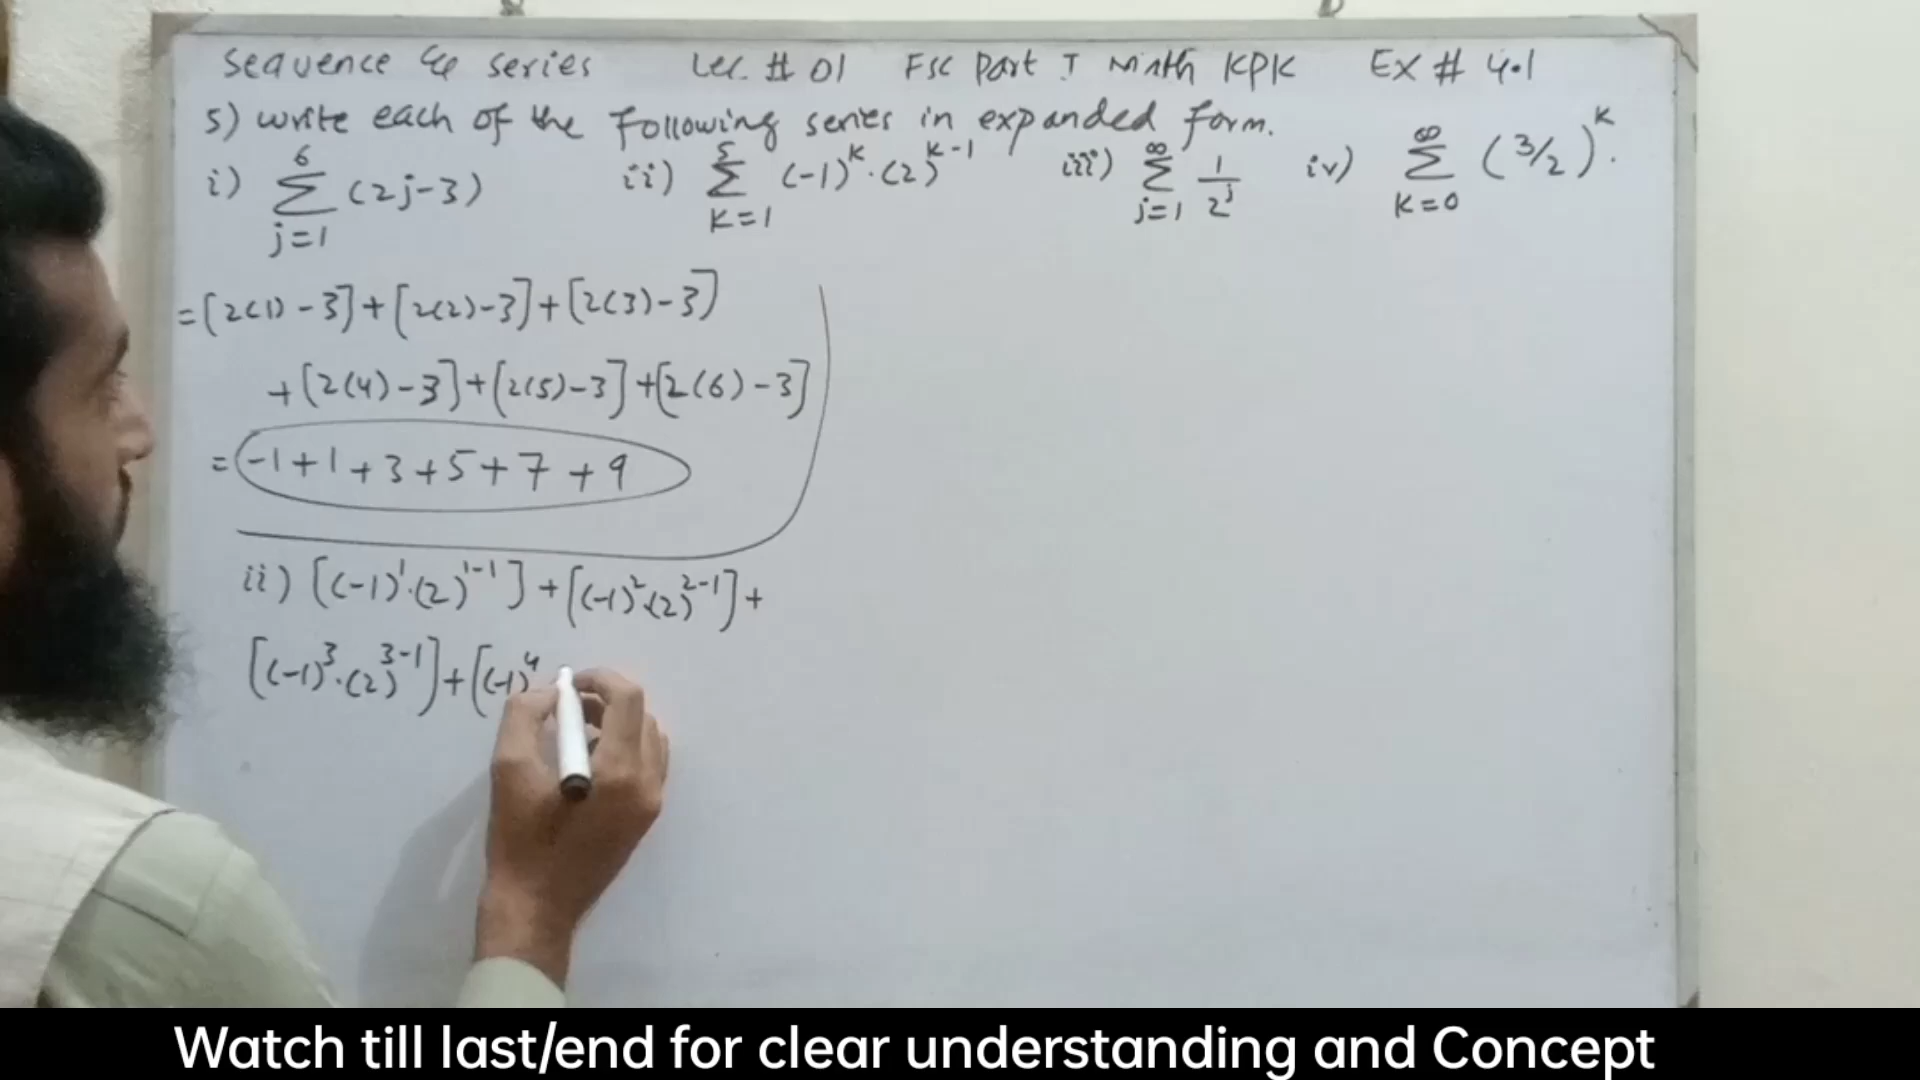 Sequence & series Lec. # 01 FSC Part I Math KPK EX # 4.1
5) write each of the following series in expanded form.
i) 6 Σ j=1 (2j-3) ii) 5 Σ K=1 (-1)^K . (2)^K-1 iii) ∞ Σ j=1 1/2^j iv) ∞ Σ K=0 (3/2)^K.
= [2(1) - 3] + [2(2) - 3] + [2(3) - 3]
+ [2(4) - 3] + [2(5) - 3] + [2(6) - 3]
= -1 + 1 + 3 + 5 + 7 + 9
ii) [(-1)^1 . (2)^1-1] + [(-1)^2 . (2)^2-1] +
[(-1)^3 . (2)^3-1] + [(-1)^4
Watch till last/end for clear understanding and Concept